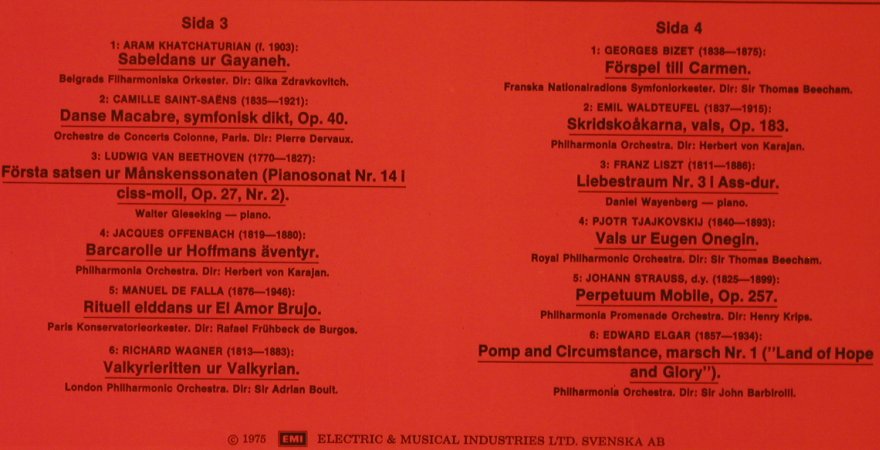 Sida 3
1: ARAM KHATCHATURIAN (f. 1903):
Sabeldans ur Gayaneh.
Belgrads Filharmoniska Orkester. Dir: Gika Zdravkovitch.
2: CAMILLE SAINT-SAËNS (1835—1921):
Danse Macabre, symfonisk dikt, Op. 40.
Orchestre de Concerts Colonne, Paris. Dir: Pierre Dervaux.
3: LUDWIG VAN BEETHOVEN (1770—1827):
Första satsen ur Månskenssonaten (Pianosonat Nr. 14 i
ciss-moll, Op. 27, Nr. 2).
Walter Gieseking — piano.
4: JACQUES OFFENBACH (1819—1880):
Barcarolle ur Hoffmans äventyr.
Philharmonia Orchestra. Dir: Herbert von Karajan.
5: MANUEL DE FALLA (1876—1946):
Rituell elddans ur El Amor Brujo.
Paris Konservatorieorkester. Dir: Rafael Frühbeck de Burgos.
6: RICHARD WAGNER (1813—1883):
Valkyrieritten ur Valkyrian.
London Philharmonic Orchestra. Dir: Sir Adrian Boult.
Sida 4
1: GEORGES BIZET (1838—1875):
Förspel till Carmen.
Franska Nationalradions Symfoniorkester. Dir: Sir Thomas Beecham.
2: EMIL WALDTEUFEL (1837—1915):
Skridskoåkarna, vals, Op. 183.
Philharmonia Orchestra. Dir: Herbert von Karajan.
3: FRANZ LISZT (1811—1886):
Liebestraum Nr. 3 i Ass-dur.
Daniel Wayenberg — piano.
4: PJOTR TJAJKOVSKIJ (1840—1893):
Vals ur Eugen Onegin.
Royal Philharmonic Orchestra. Dir: Sir Thomas Beecham.
5: JOHANN STRAUSS, d.y. (1825—1899):
Perpetuum Mobile, Op. 257.
Philharmonia Promenade Orchestra. Dir: Henry Krips.
6: EDWARD ELGAR (1857—1934):
Pomp and Circumstance, marsch Nr. 1 ("Land of Hope
and Glory").
Philharmonia Orchestra. Dir: Sir John Barbirolli.
© 1975 EMI ELECTRIC & MUSICAL INDUSTRIES LTD. SVENSKA AB